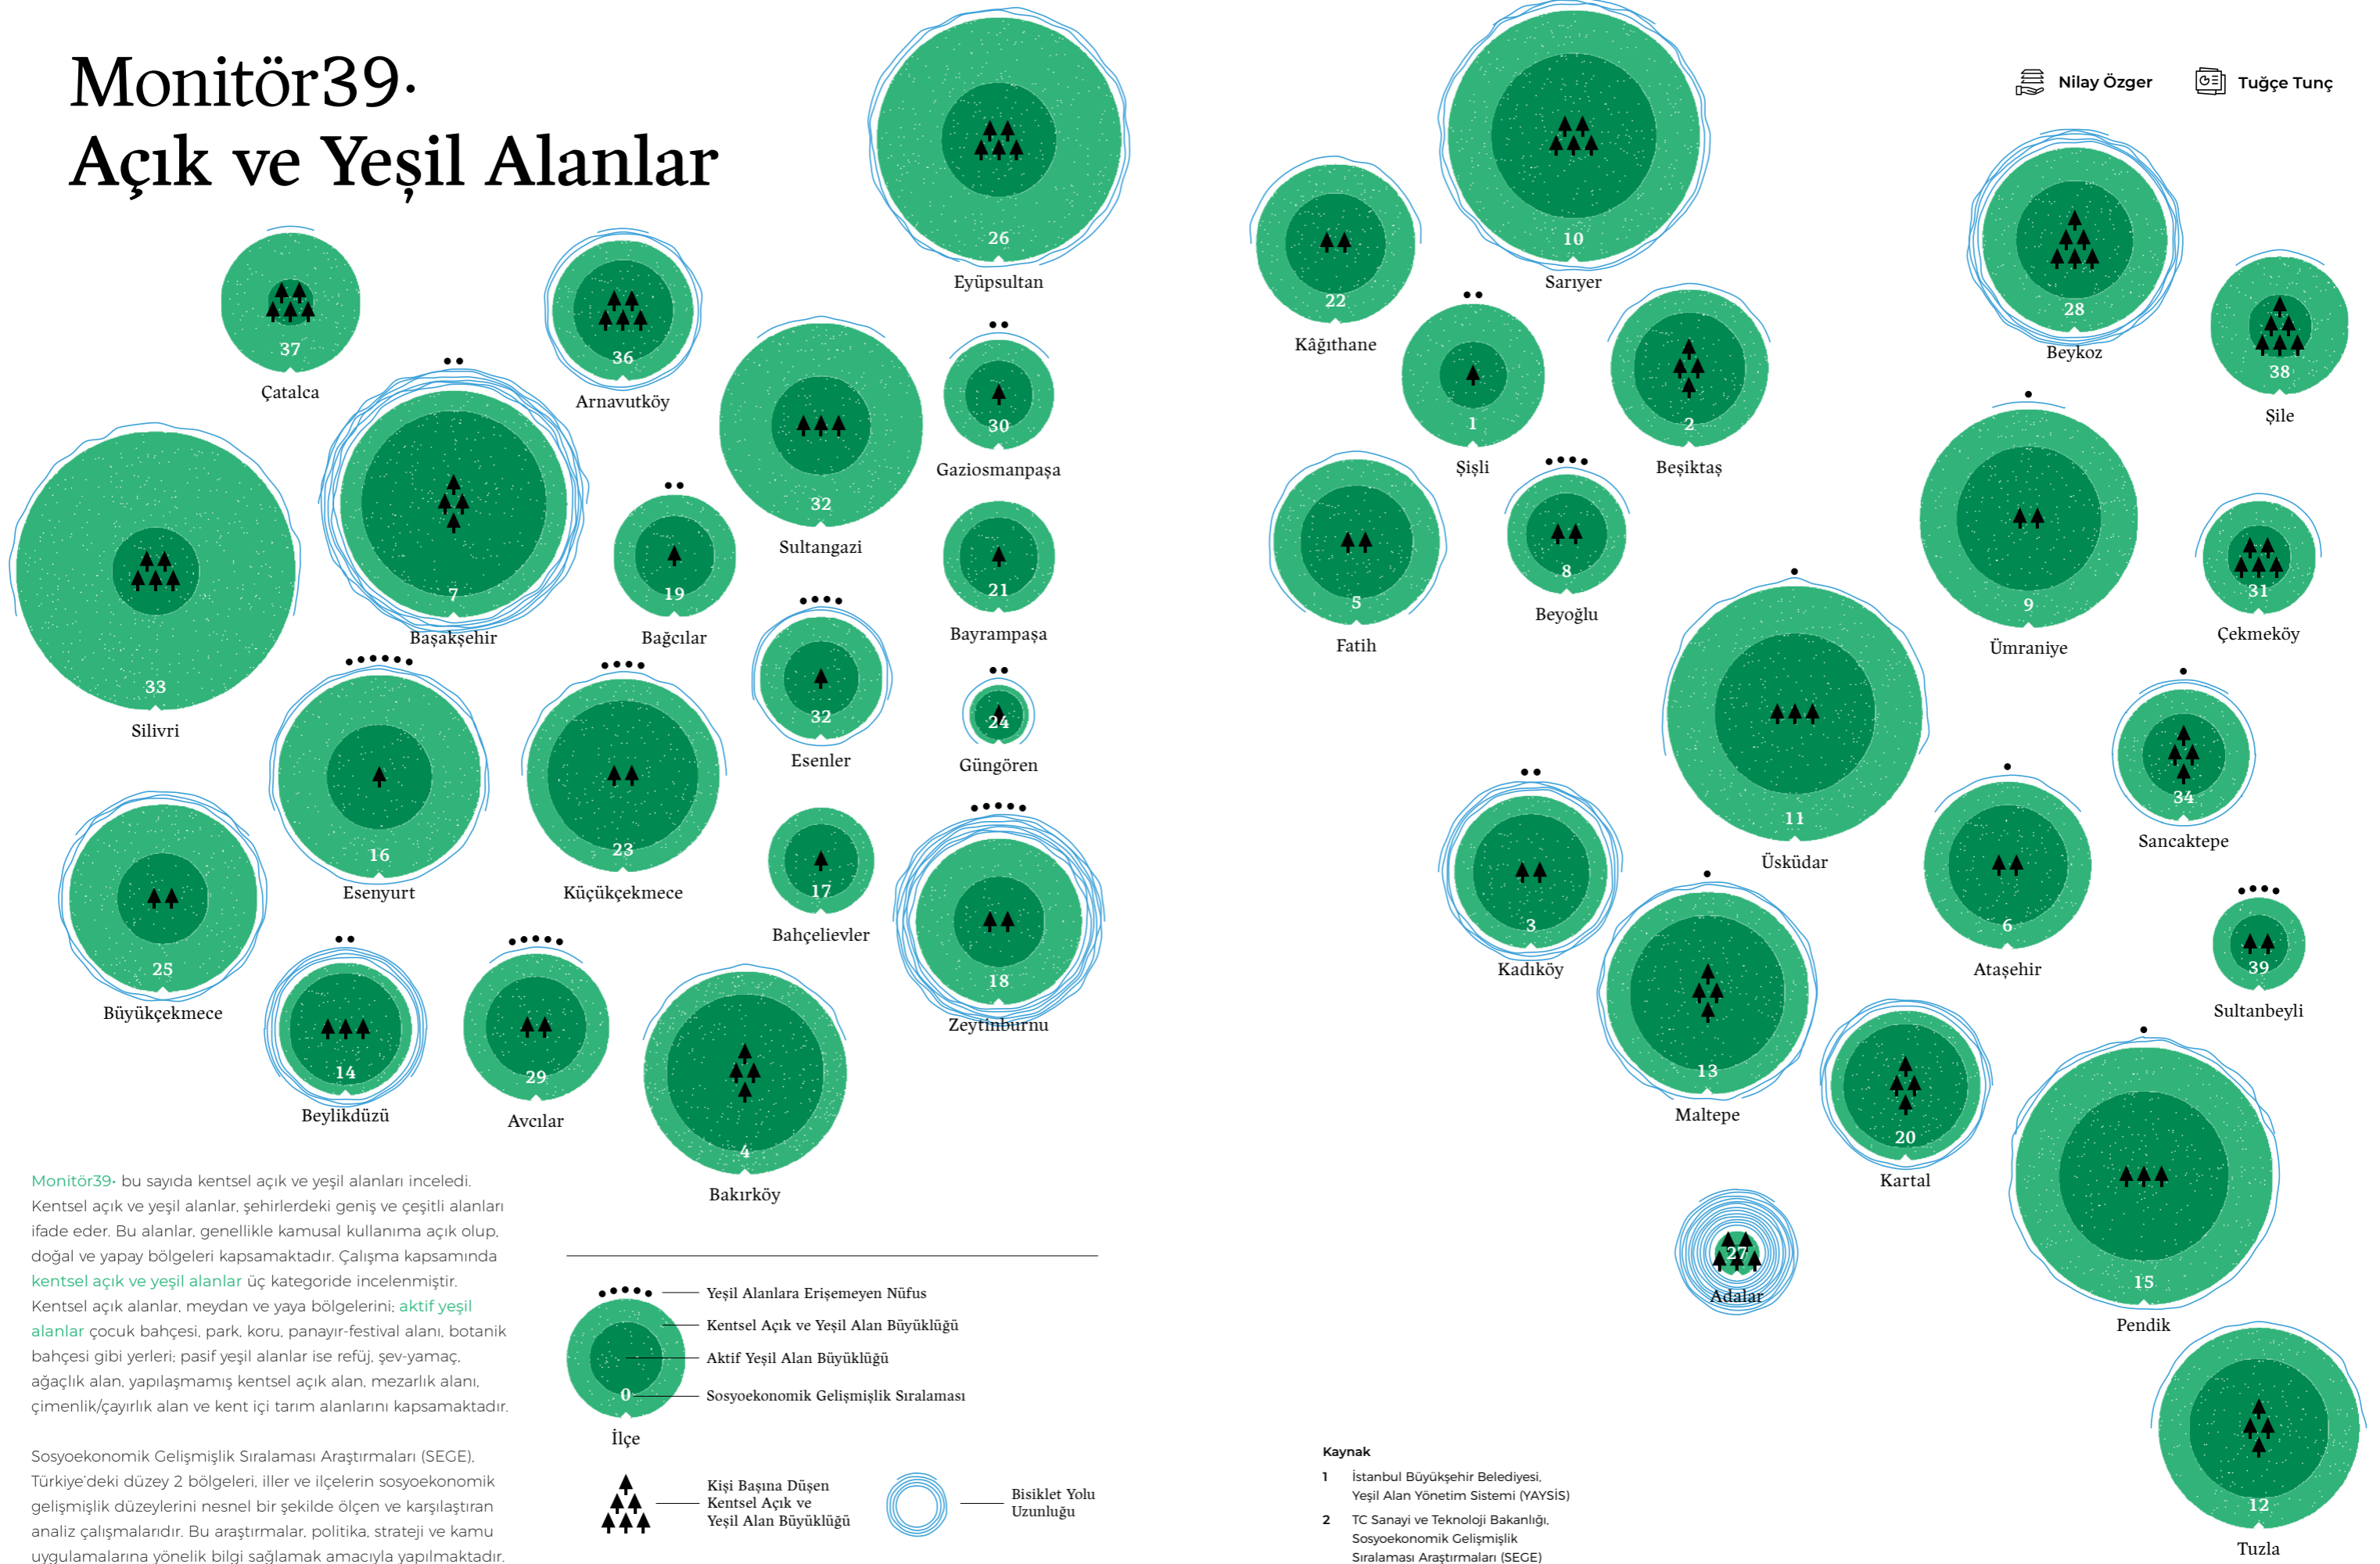 Monitör39·
Açık ve Yeşil Alanlar
Nilay Özger
Tuğçe Tunç
26
Eyüpsultan
10
Sarıyer
22
Kâğıthane
28
Beykoz
38
Şile
37
Çatalca
36
Arnavutköy
32
Sultangazi
30
Gaziosmanpaşa
1
Şişli
2
Beşiktaş
33
Silivri
7
Başakşehir
19
Bağcılar
21
Bayrampaşa
5
Fatih
8
Beyoğlu
9
Ümraniye
31
Çekmeköy
16
Esenyurt
23
Küçükçekmece
32
Esenler
24
Güngören
11
Üsküdar
34
Sancaktepe
25
Büyükçekmece
17
Bahçelievler
18
Zeytinburnu
3
Kadıköy
6
Ataşehir
39
Sultanbeyli
14
Beylikdüzü
29
Avcılar
4
Bakırköy
13
Maltepe
20
Kartal
27
Adalar
15
Pendik
12
Tuzla
Monitör39· bu sayıda kentsel açık ve yeşil alanları inceledi.
Kentsel açık ve yeşil alanlar, şehirlerdeki geniş ve çeşitli alanları
ifade eder. Bu alanlar, genellikle kamusal kullanıma açık olup,
doğal ve yapay bölgeleri kapsamaktadır. Çalışma kapsamında
kentsel açık ve yeşil alanlar üç kategoride incelenmiştir.
Kentsel açık alanlar, meydan ve yaya bölgelerini; aktif yeşil
alanlar çocuk bahçesi, park, koru, panayır-festival alanı, botanik
bahçesi gibi yerleri; pasif yeşil alanlar ise refüj, şev-yamaç,
ağaçlık alan, yapılaşmamış kentsel açık alan, mezarlık alanı,
çimenlik/çayırlık alan ve kent içi tarım alanlarını kapsamaktadır.
Sosyoekonomik Gelişmişlik Sıralaması Araştırmaları (SEGE),
Türkiye'deki düzey 2 bölgeleri, iller ve ilçelerin sosyoekonomik
gelişmişlik düzeylerini nesnel bir şekilde ölçen ve karşılaştıran
analiz çalışmalarıdır. Bu araştırmalar, politika, strateji ve kamu
uygulamalarına yönelik bilgi sağlamak amacıyla yapılmaktadır.
Yeşil Alanlara Erişemeyen Nüfus
Kentsel Açık ve Yeşil Alan Büyüklüğü
Aktif Yeşil Alan Büyüklüğü
0
Sosyoekonomik Gelişmişlik Sıralaması
İlçe
Kişi Başına Düşen
Kentsel Açık ve
Yeşil Alan Büyüklüğü
Bisiklet Yolu
Uzunluğu
Kaynak
1 İstanbul Büyükşehir Belediyesi,
Yeşil Alan Yönetim Sistemi (YAYSİS)
2 TC Sanayi ve Teknoloji Bakanlığı,
Sosyoekonomik Gelişmişlik
Sıralaması Araştırmaları (SEGE)